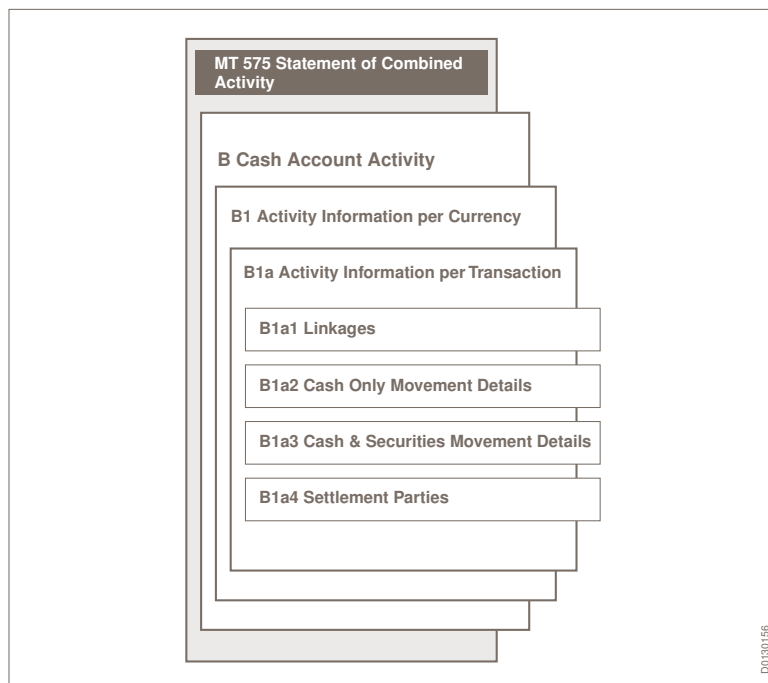 MT 575 Statement of Combined
Activity
B Cash Account Activity
B1 Activity Information per Currency
B1a Activity Information per Transaction
B1a1 Linkages
B1a2 Cash Only Movement Details
B1a3 Cash & Securities Movement Details
B1a4 Settlement Parties
D0130156